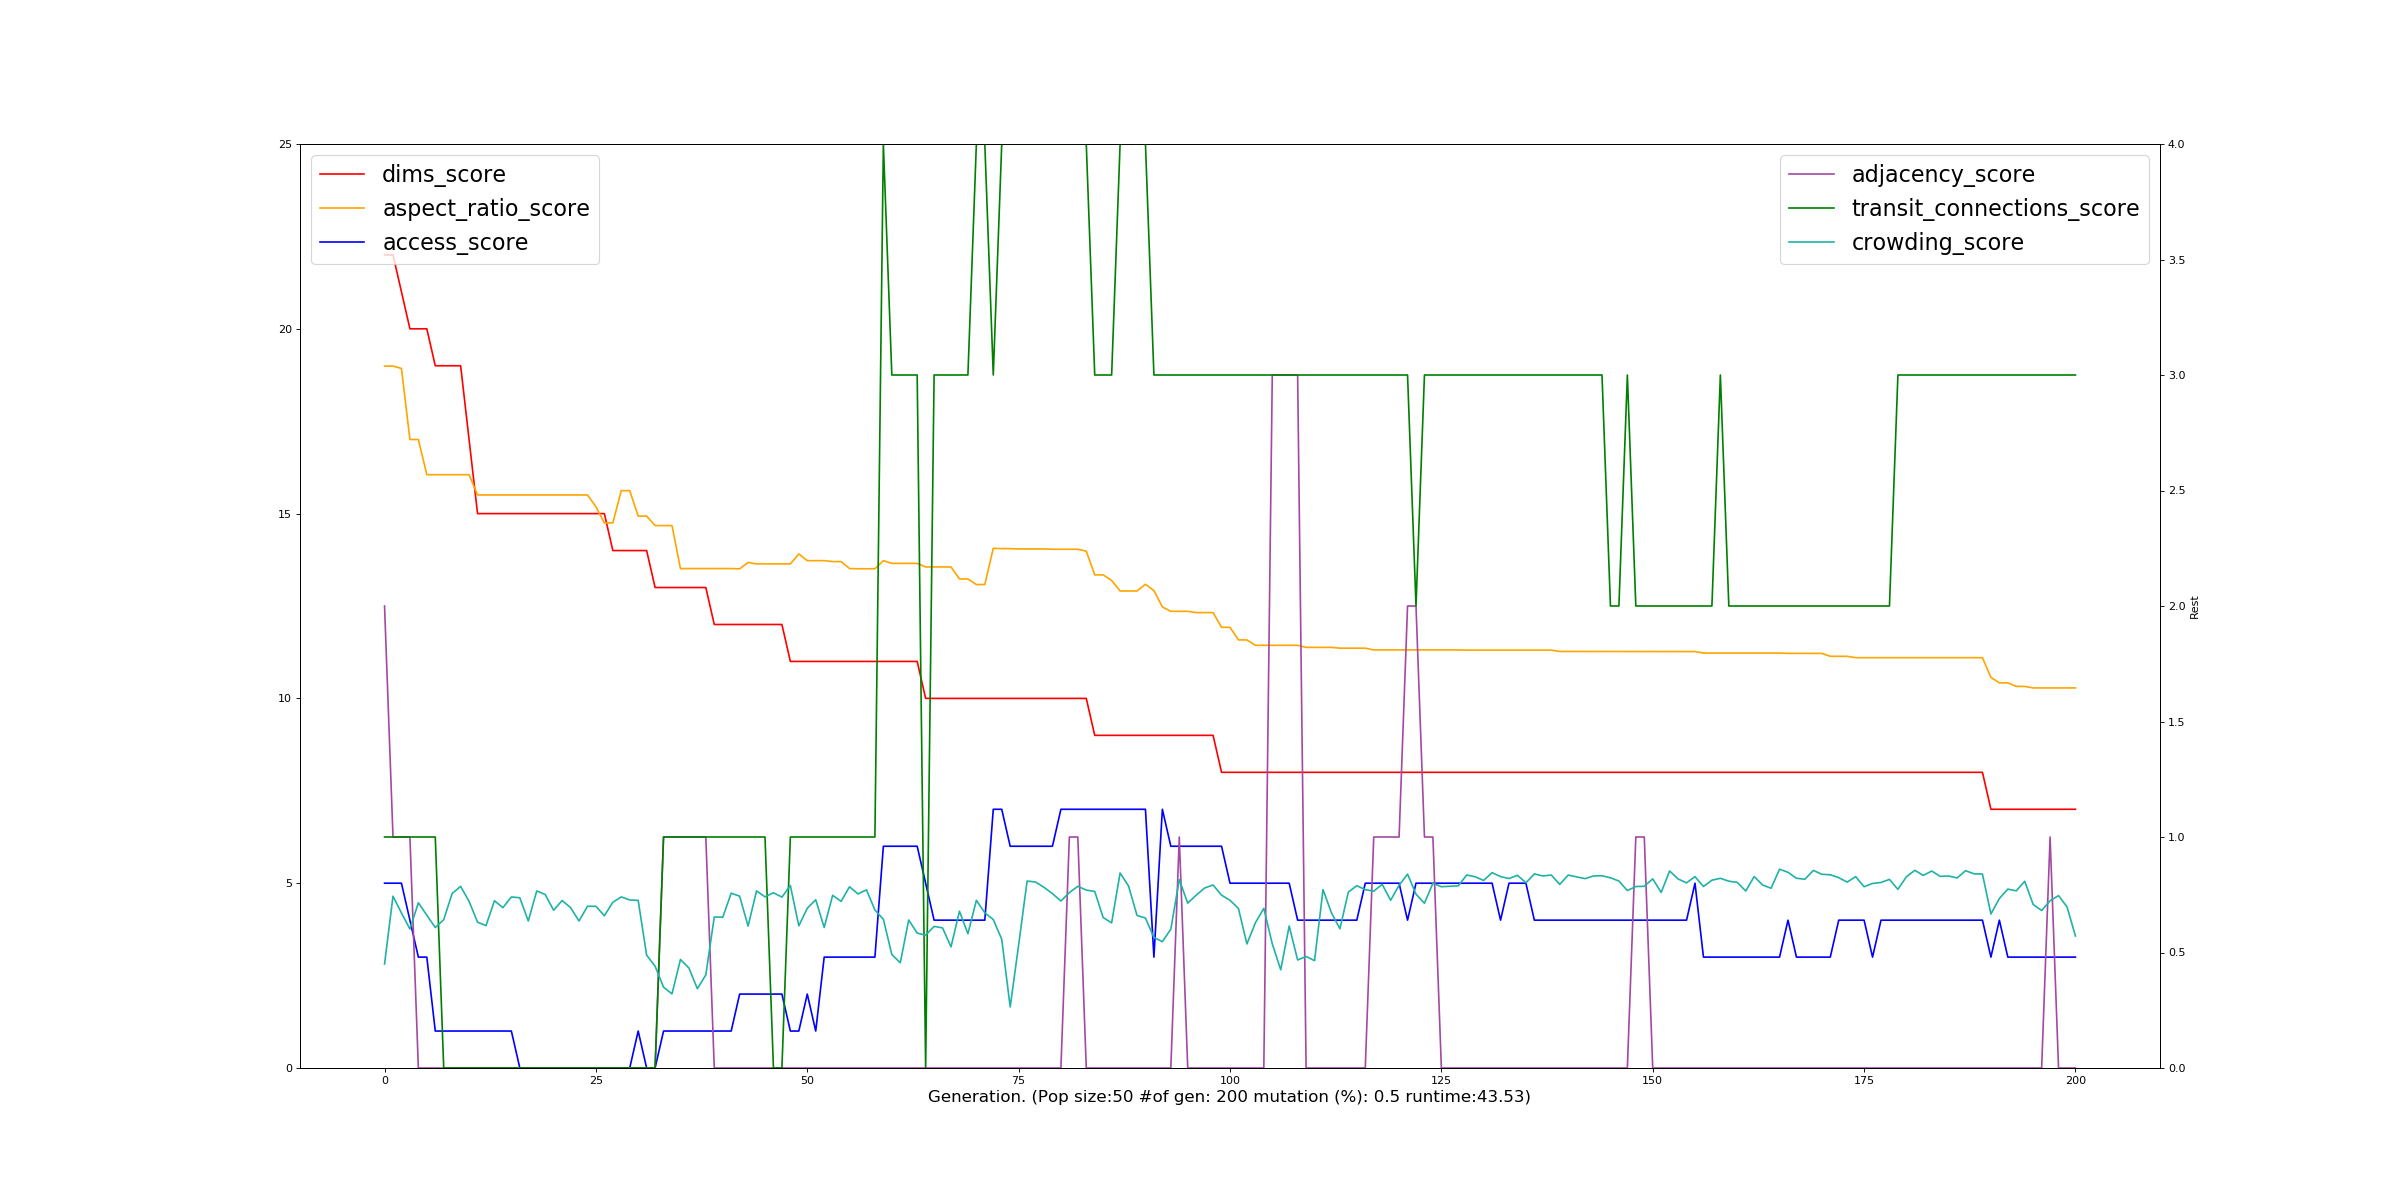 25
20
15
10
5
0
dims_score
aspect_ratio_score
access_score
adjacency_score
transit_connections_score
crowding_score
4.0
3.5
3.0
2.5
2.0
1.5
1.0
0.5
0.0
Rest
0 25 50 75 100 125 150 175 200
Generation. (Pop size:50 #of gen: 200 mutation (%): 0.5 runtime:43.53)